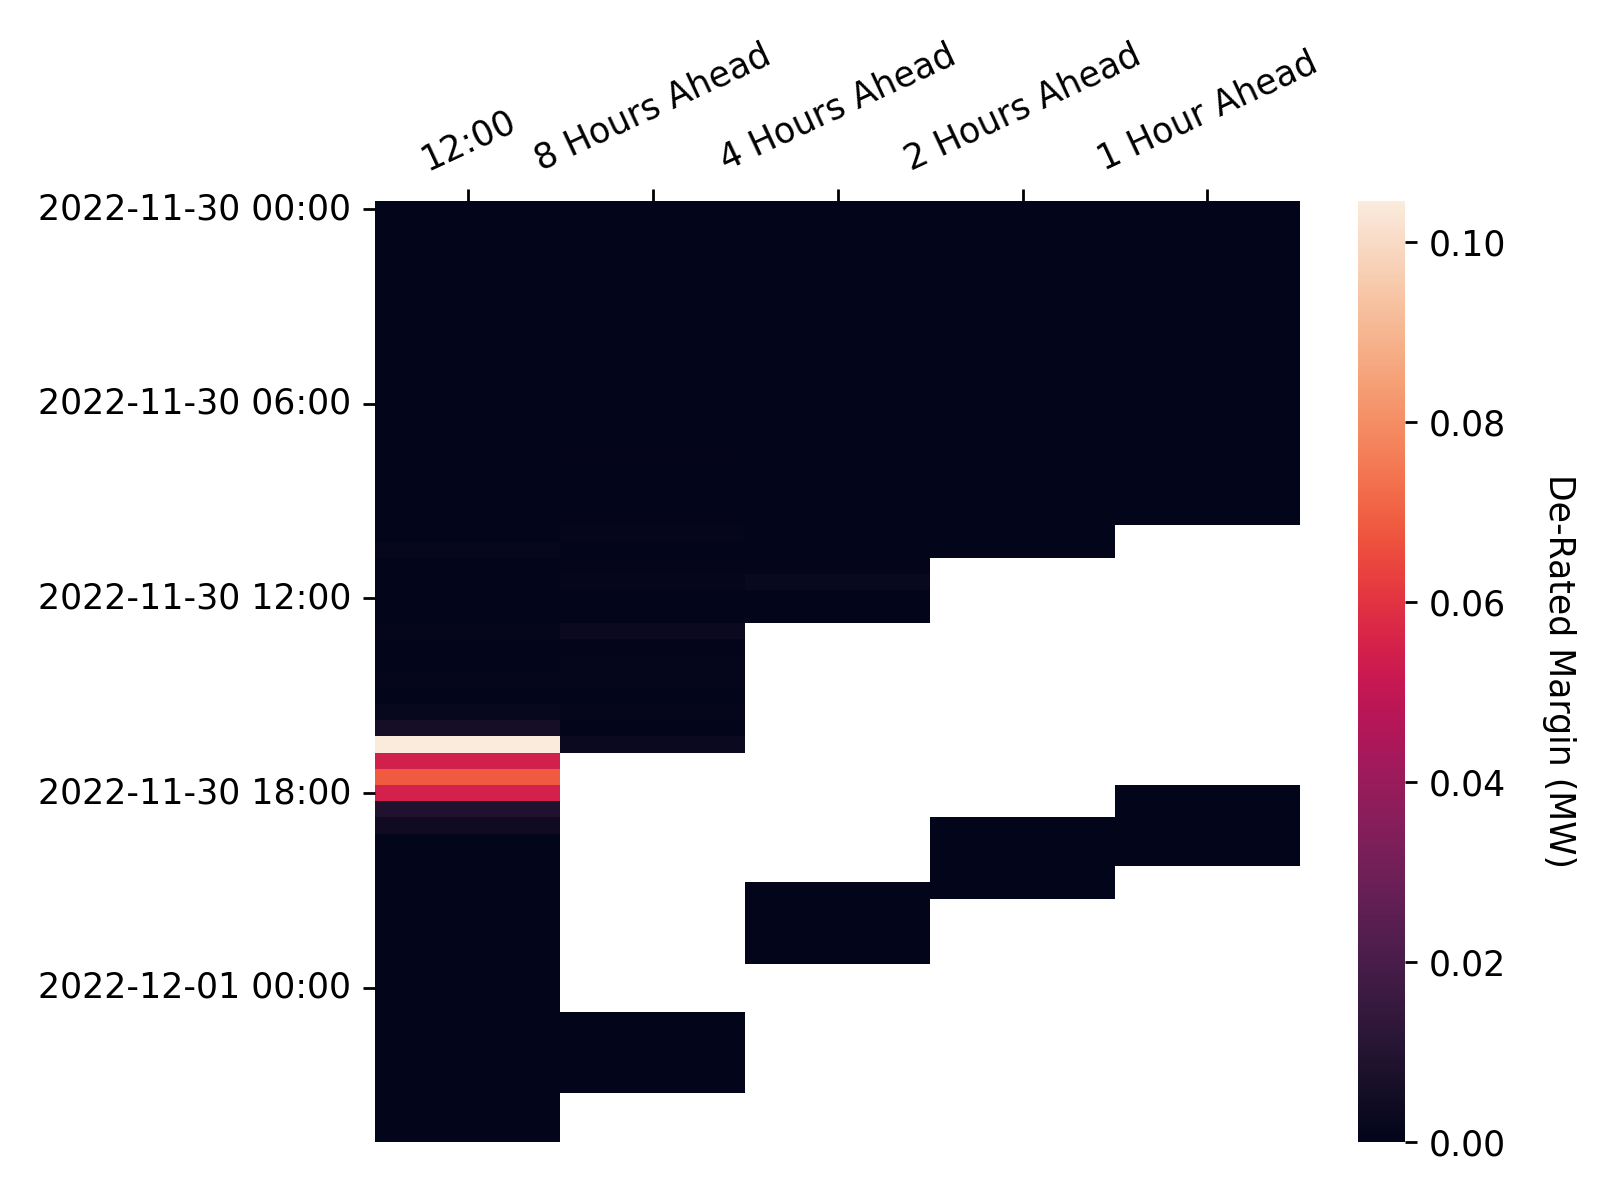 12:00
8 Hours Ahead
4 Hours Ahead
2 Hours Ahead
1 Hour Ahead
2022-11-30 00:00
2022-11-30 06:00
2022-11-30 12:00
2022-11-30 18:00
2022-12-01 00:00
0.10
0.08
0.06
0.04
0.02
0.00
De-Rated Margin (MW)